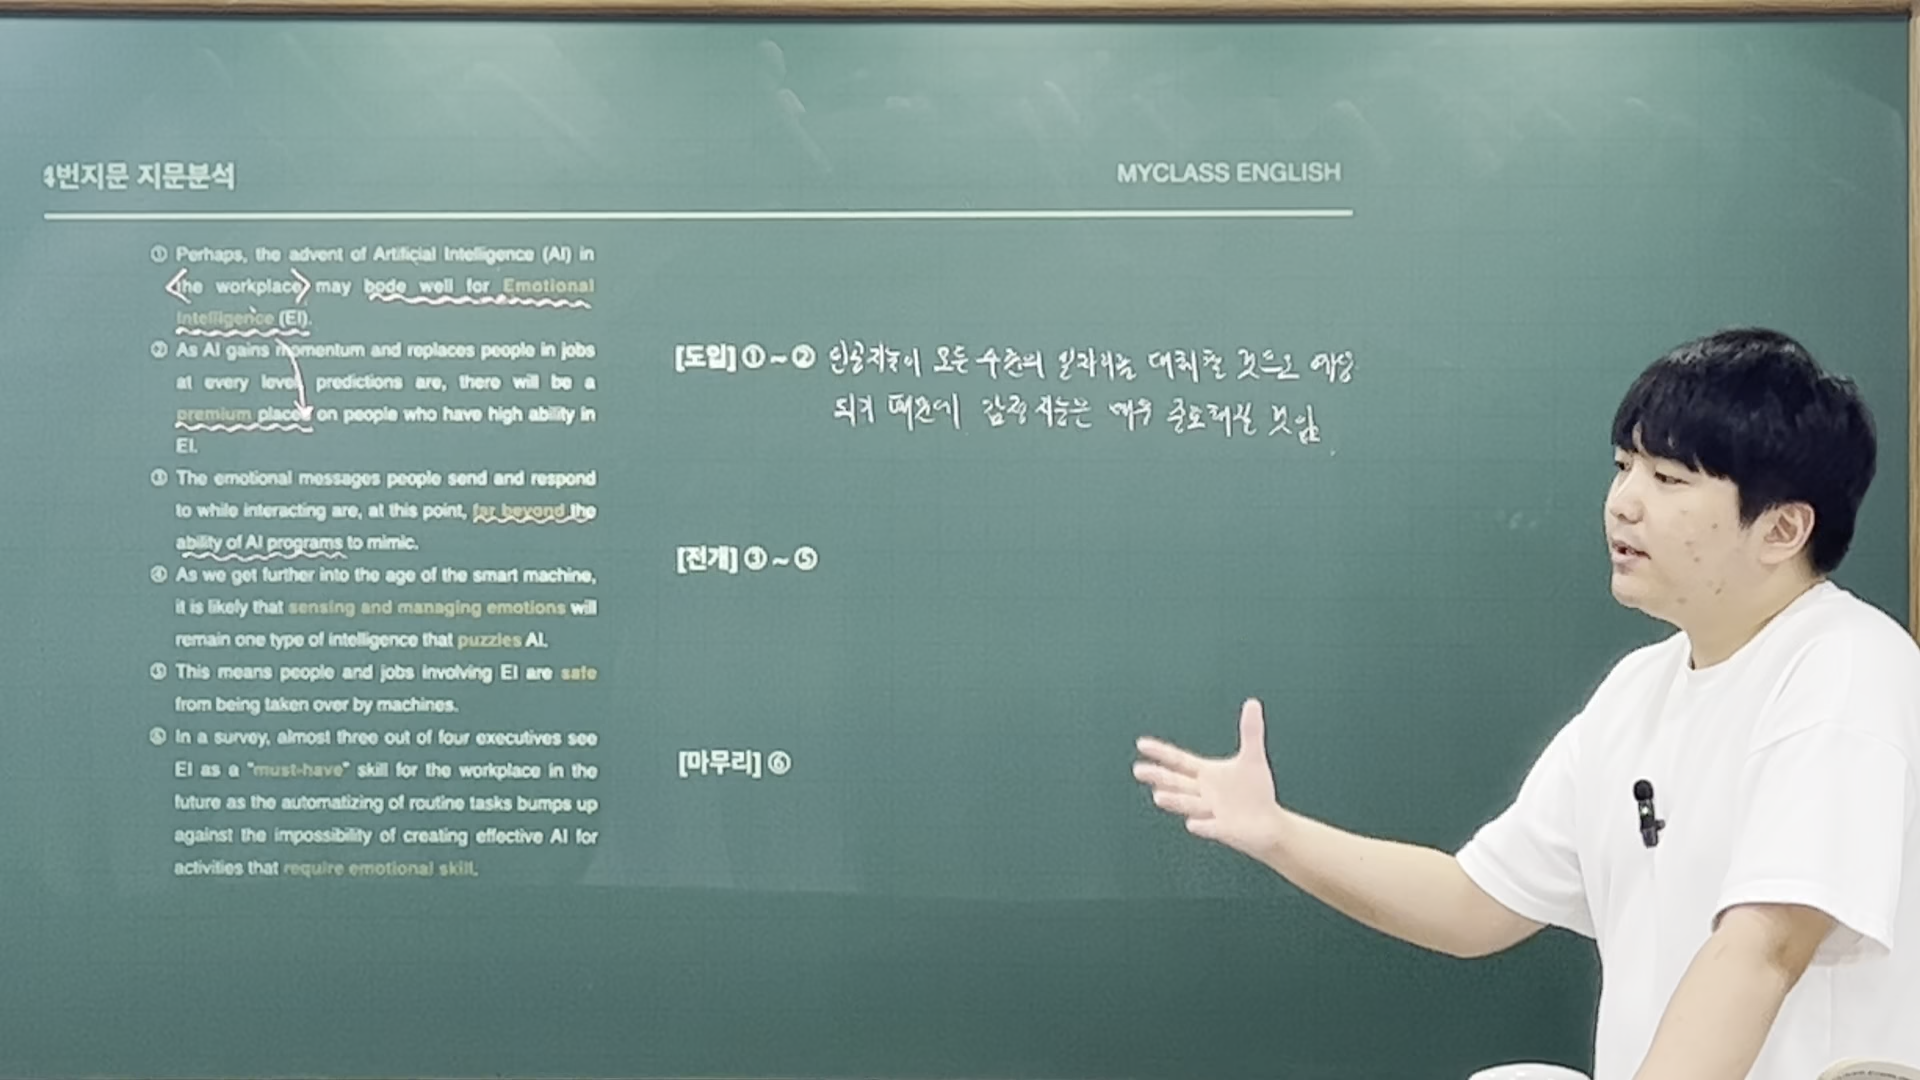 4번지문 지문분석
MYCLASS ENGLISH
① Perhaps, the advent of Artificial Intelligence (AI) in
the workplace may bode well for Emotional
Intelligence (EI).
② As AI gains momentum and replaces people in jobs
at every level, predictions are, there will be a
premium placed on people who have high ability in
EI.
③ The emotional messages people send and respond
to while interacting are, at this point, far beyond the
ability of AI programs to mimic.
④ As we get further into the age of the smart machine,
it is likely that sensing and managing emotions will
remain one type of intelligence that puzzles AI.
⑤ This means people and jobs involving EI are safe
from being taken over by machines.
⑥ In a survey, almost three out of four executives see
EI as a "must-have" skill for the workplace in the
future as the automatizing of routine tasks bumps up
against the impossibility of creating effective AI for
activities that require emotional skill.
[도입] ① ~ ② 인공지능이 모든 수준의 일자리를 대체할 것으로 예상
되기 때문에 감정지능은 매우 중요해질 것임.
[전개] ③ ~ ⑤
[마무리] ⑥